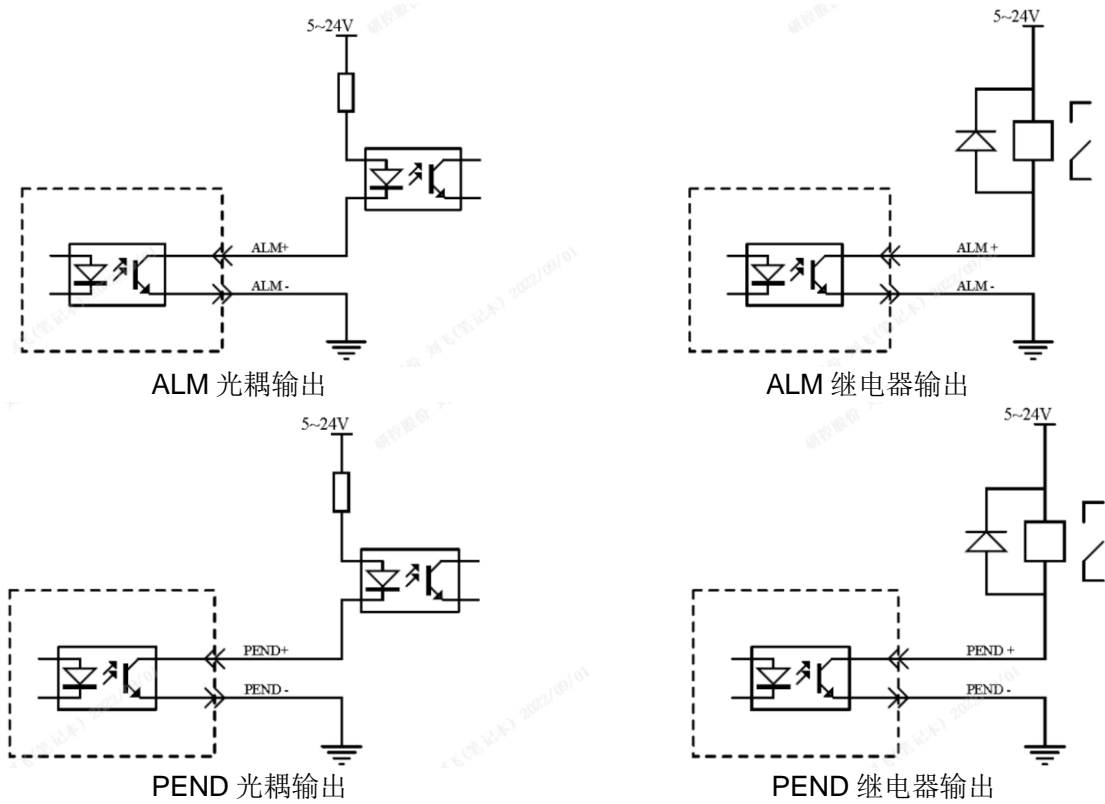 5~24V
5~24V
ALM+
ALM +
ALM -
ALM -
ALM 光耦输出
ALM 继电器输出
5~24V
5~24V
PEND+
PEND +
PEND -
PEND -
PEND 光耦输出
PEND 继电器输出